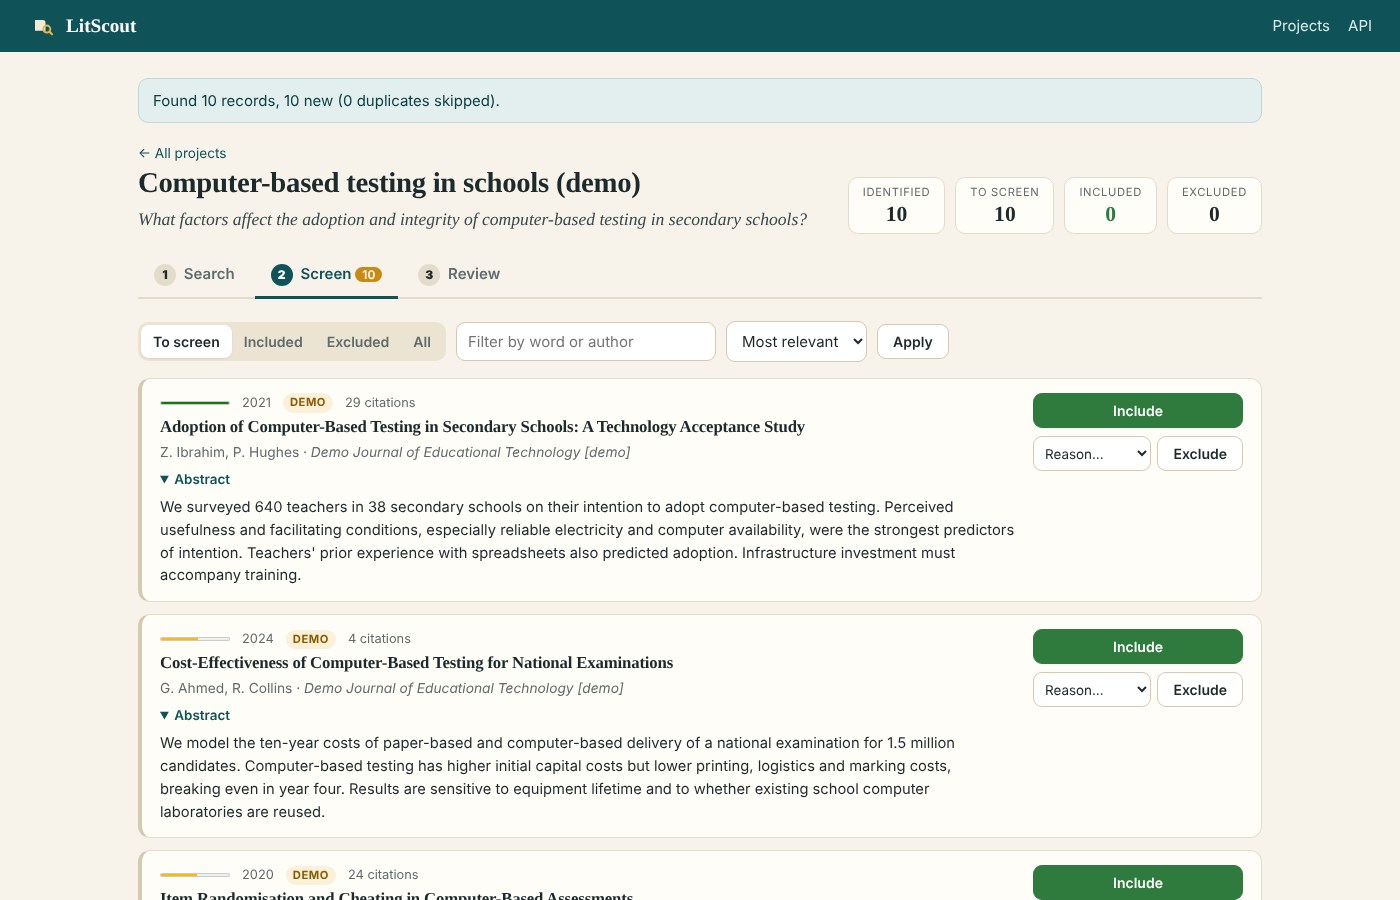 LitScout
Projects API
Found 10 records, 10 new (0 duplicates skipped).
← All projects
Computer-based testing in schools (demo)
What factors affect the adoption and integrity of computer-based testing in secondary schools?
IDENTIFIED
10
TO SCREEN
10
INCLUDED
0
EXCLUDED
0
1 Search
2 Screen 10
3 Review
To screen Included Excluded All
Filter by word or author
Most relevant
Apply
2021 DEMO 29 citations
Adoption of Computer-Based Testing in Secondary Schools: A Technology Acceptance Study
Z. Ibrahim, P. Hughes · Demo Journal of Educational Technology [demo]
▼ Abstract
We surveyed 640 teachers in 38 secondary schools on their intention to adopt computer-based testing. Perceived
usefulness and facilitating conditions, especially reliable electricity and computer availability, were the strongest predictors
of intention. Teachers' prior experience with spreadsheets also predicted adoption. Infrastructure investment must
accompany training.
Include
Reason... Exclude
2024 DEMO 4 citations
Cost-Effectiveness of Computer-Based Testing for National Examinations
G. Ahmed, R. Collins · Demo Journal of Educational Technology [demo]
▼ Abstract
We model the ten-year costs of paper-based and computer-based delivery of a national examination for 1.5 million
candidates. Computer-based testing has higher initial capital costs but lower printing, logistics and marking costs,
breaking even in year four. Results are sensitive to equipment lifetime and to whether existing school computer
laboratories are reused.
Include
Reason... Exclude
2020 DEMO 24 citations
Item Randomisation and Cheating in Computer-Based Assessments
Include